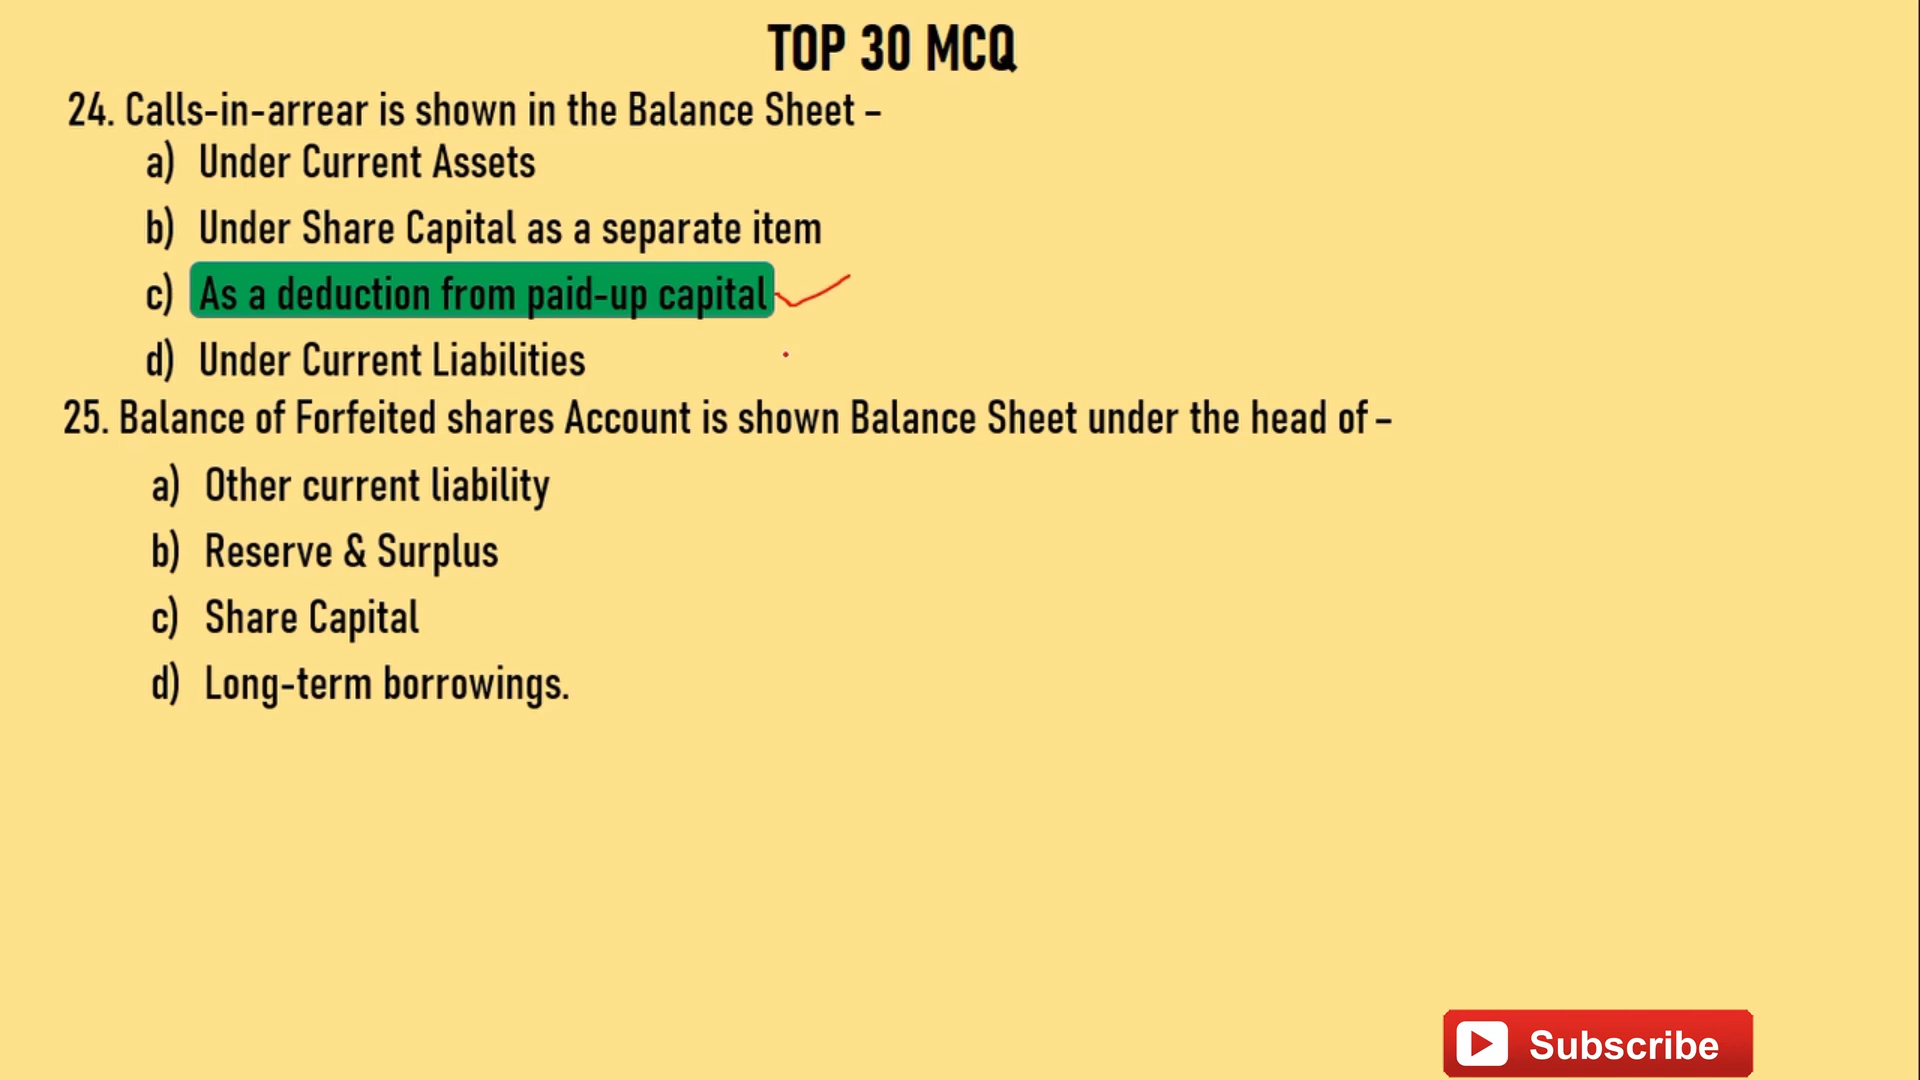 TOP 30 MCQ
24. Calls-in-arrear is shown in the Balance Sheet –
a) Under Current Assets
b) Under Share Capital as a separate item
c) As a deduction from paid-up capital
d) Under Current Liabilities
25. Balance of Forfeited shares Account is shown Balance Sheet under the head of –
a) Other current liability
b) Reserve & Surplus
c) Share Capital
d) Long-term borrowings.
Subscribe